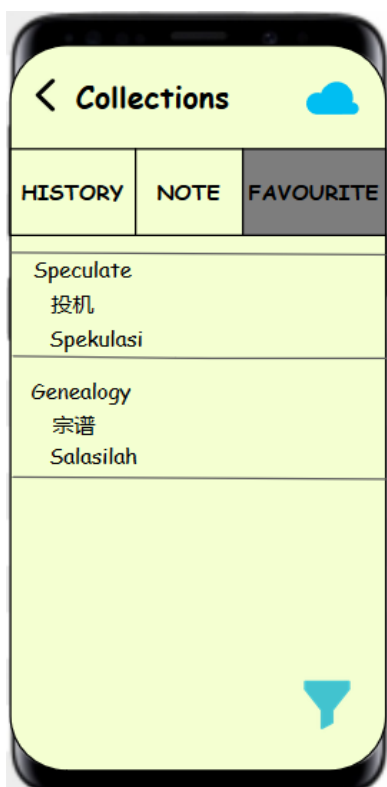 Collections
HISTORY NOTE FAVOURITE
Speculate
投机
Spekulasi
Genealogy
宗谱
Salasilah